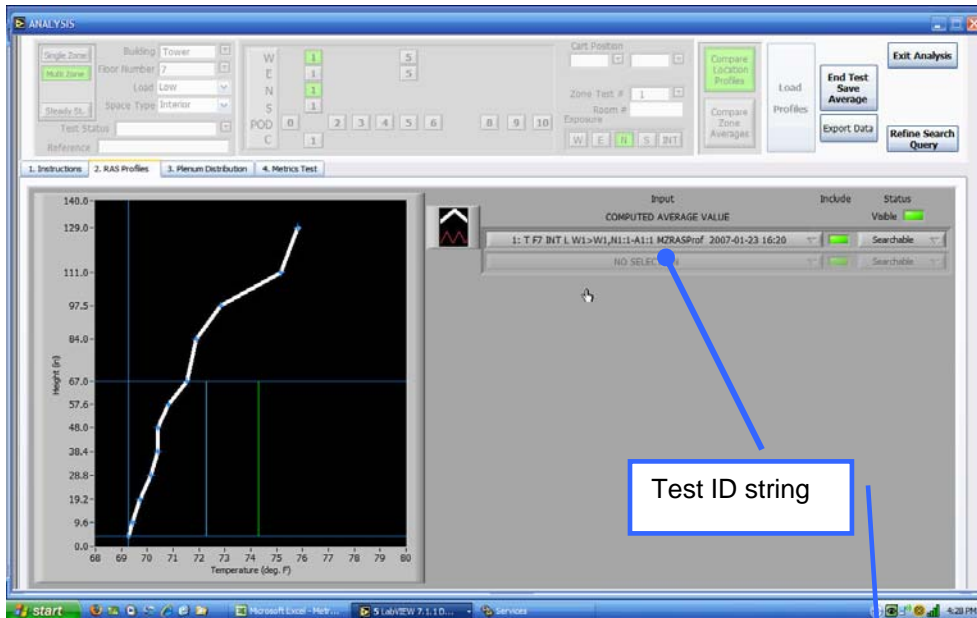 ANALYSIS
Single Zone
Building Tower
Multi Zone
Floor Number 7
Load Low
Steady St.
Space Type Interior
Test Status
Reference
W 1 5
E 1 5
N 1
S 1
POD 0 2 3 4 5 6 8 9 10
C 1
Cart Position
Zone Test # 1
Room #
Exposure
W E N S INT
Compare Location Profiles
Compare Zone Averages
Load Profiles
End Test Save Average
Export Data
Exit Analysis
Refine Search Query
1. Instructions 2. RAS Profiles 3. Plenum Distribution 4. Metrics Test
140.0
129.0
111.0
97.5
84.0
67.0
57.6
48.0
38.4
28.8
19.2
9.6
0.0
Height (in)
68 69 70 71 72 73 74 75 76 77 78 79 80
Temperature (deg. F)
Input Include Status
COMPUTED AVERAGE VALUE Visible
1: T F7 INT L W1>W1,N1:1-A1:1 MZRASProf 2007-01-23 16:20 Searchable
NO SELECTION Searchable
Test ID string
start
Microsoft Excel - Metr...
5 LabVIEW 7.1.1 D...
Services
4:28 PM